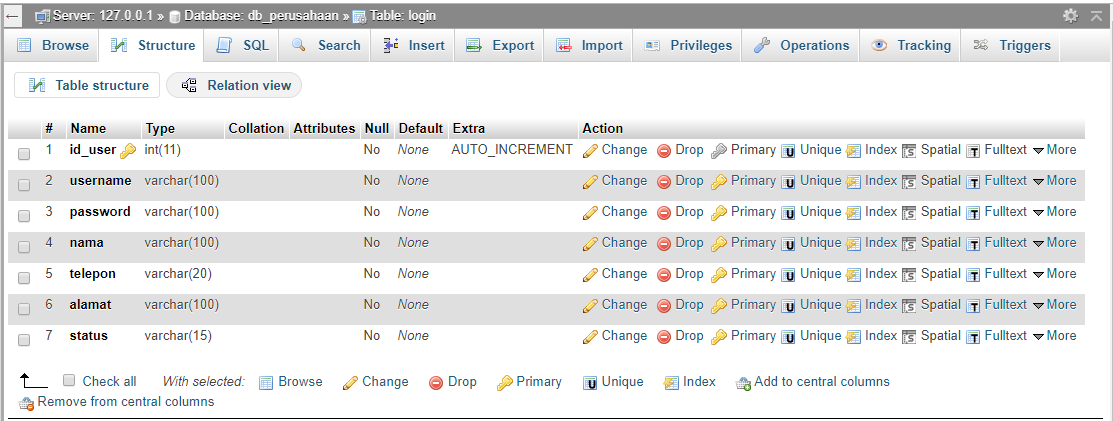 Server: 127.0.0.1 » Database: db_perusahaan » Table: login
Browse Structure SQL Search Insert Export Import Privileges Operations Tracking Triggers
Table structure Relation view
# Name Type Collation Attributes Null Default Extra Action
1 id_user int(11) No None AUTO_INCREMENT Change Drop Primary Unique Index Spatial Fulltext More
2 username varchar(100) No None Change Drop Primary Unique Index Spatial Fulltext More
3 password varchar(100) No None Change Drop Primary Unique Index Spatial Fulltext More
4 nama varchar(100) No None Change Drop Primary Unique Index Spatial Fulltext More
5 telepon varchar(20) No None Change Drop Primary Unique Index Spatial Fulltext More
6 alamat varchar(100) No None Change Drop Primary Unique Index Spatial Fulltext More
7 status varchar(15) No None Change Drop Primary Unique Index Spatial Fulltext More
Check all With selected: Browse Change Drop Primary Unique Index Add to central columns
Remove from central columns